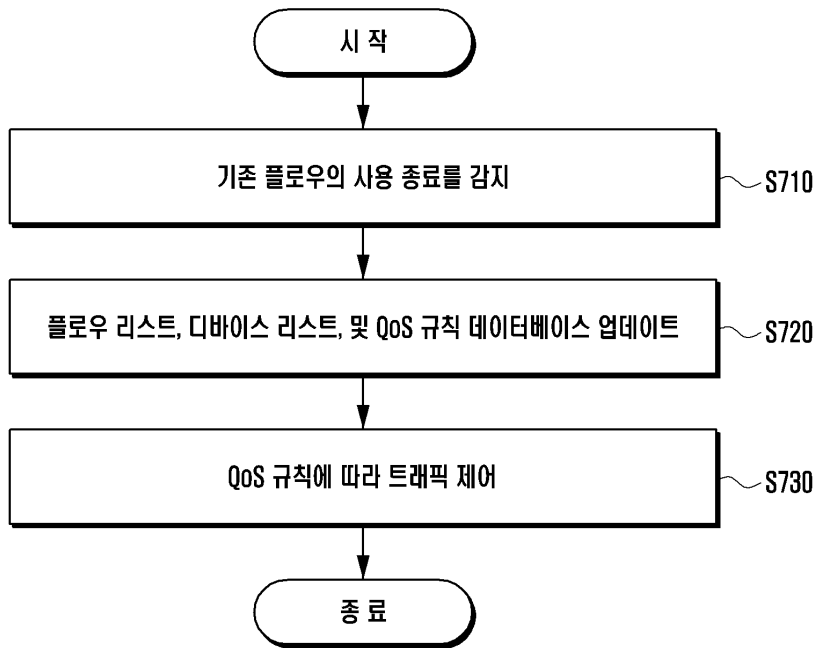 시 작
기존 플로우의 사용 종료를 감지
S710
플로우 리스트, 디바이스 리스트, 및 QoS 규칙 데이터베이스 업데이트
S720
QoS 규칙에 따라 트래픽 제어
S730
종 료